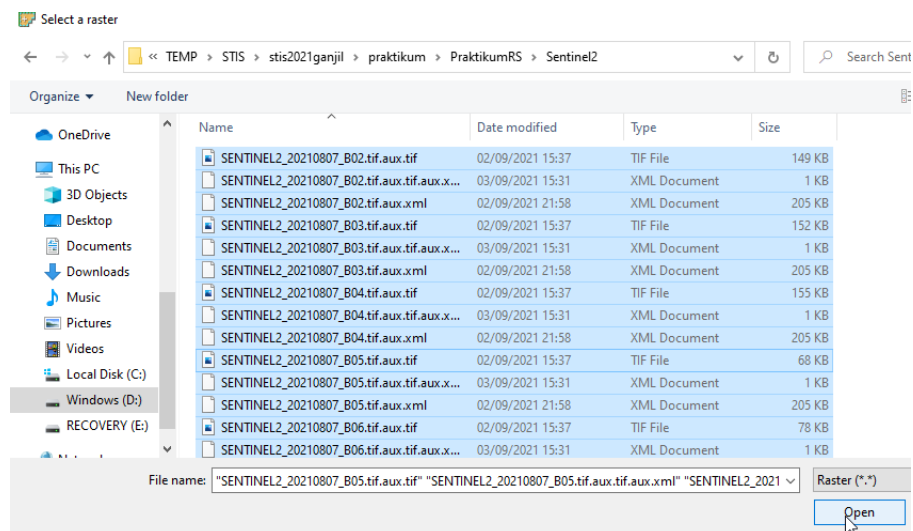 Select a raster
« TEMP > STIS > stis2021ganjil > praktikum > PraktikumRS > Sentinel2
Search Sent
Organize
New folder
Name Date modified Type Size
OneDrive
This PC
3D Objects
Desktop
Documents
Downloads
Music
Pictures
Videos
Local Disk (C:)
Windows (D:)
RECOVERY (E:)
SENTINEL2_20210807_B02.tif.aux.tif 02/09/2021 15:37 TIF File 149 KB
SENTINEL2_20210807_B02.tif.aux.tif.aux.x... 03/09/2021 15:31 XML Document 1 KB
SENTINEL2_20210807_B02.tif.aux.xml 02/09/2021 21:58 XML Document 205 KB
SENTINEL2_20210807_B03.tif.aux.tif 02/09/2021 15:37 TIF File 152 KB
SENTINEL2_20210807_B03.tif.aux.tif.aux.x... 03/09/2021 15:31 XML Document 1 KB
SENTINEL2_20210807_B03.tif.aux.xml 02/09/2021 21:58 XML Document 205 KB
SENTINEL2_20210807_B04.tif.aux.tif 02/09/2021 15:37 TIF File 155 KB
SENTINEL2_20210807_B04.tif.aux.tif.aux.x... 03/09/2021 15:31 XML Document 1 KB
SENTINEL2_20210807_B04.tif.aux.xml 02/09/2021 21:58 XML Document 205 KB
SENTINEL2_20210807_B05.tif.aux.tif 02/09/2021 15:37 TIF File 68 KB
SENTINEL2_20210807_B05.tif.aux.tif.aux.x... 03/09/2021 15:31 XML Document 1 KB
SENTINEL2_20210807_B05.tif.aux.xml 02/09/2021 21:58 XML Document 205 KB
SENTINEL2_20210807_B06.tif.aux.tif 02/09/2021 15:37 TIF File 78 KB
SENTINEL2_20210807_B06.tif.aux.tif.aux.x... 03/09/2021 15:31 XML Document 1 KB
File name: "SENTINEL2_20210807_B05.tif.aux.tif" "SENTINEL2_20210807_B05.tif.aux.tif.aux.xml" "SENTINEL2_2021
Raster (*.*)
Open